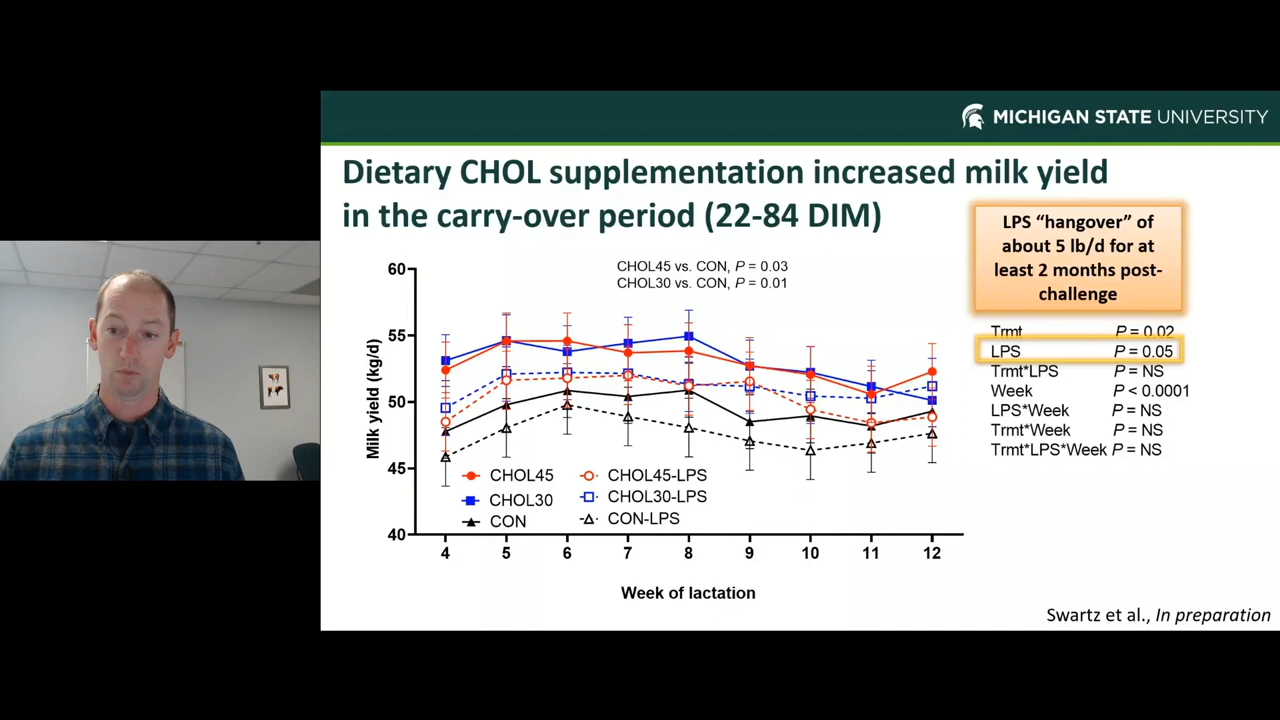 MICHIGAN STATE UNIVERSITY
Dietary CHOL supplementation increased milk yield
in the carry-over period (22-84 DIM)
LPS “hangover” of
about 5 lb/d for at
least 2 months post-
challenge
CHOL45 vs. CON, P = 0.03
CHOL30 vs. CON, P = 0.01
Trmt P = 0.02
LPS P = 0.05
Trmt*LPS P = NS
Week P < 0.0001
LPS*Week P = NS
Trmt*Week P = NS
Trmt*LPS*Week P = NS
Milk yield (kg/d)
60
55
50
45
40
CHOL45 CHOL45-LPS
CHOL30 CHOL30-LPS
CON CON-LPS
4 5 6 7 8 9 10 11 12
Week of lactation
Swartz et al., In preparation